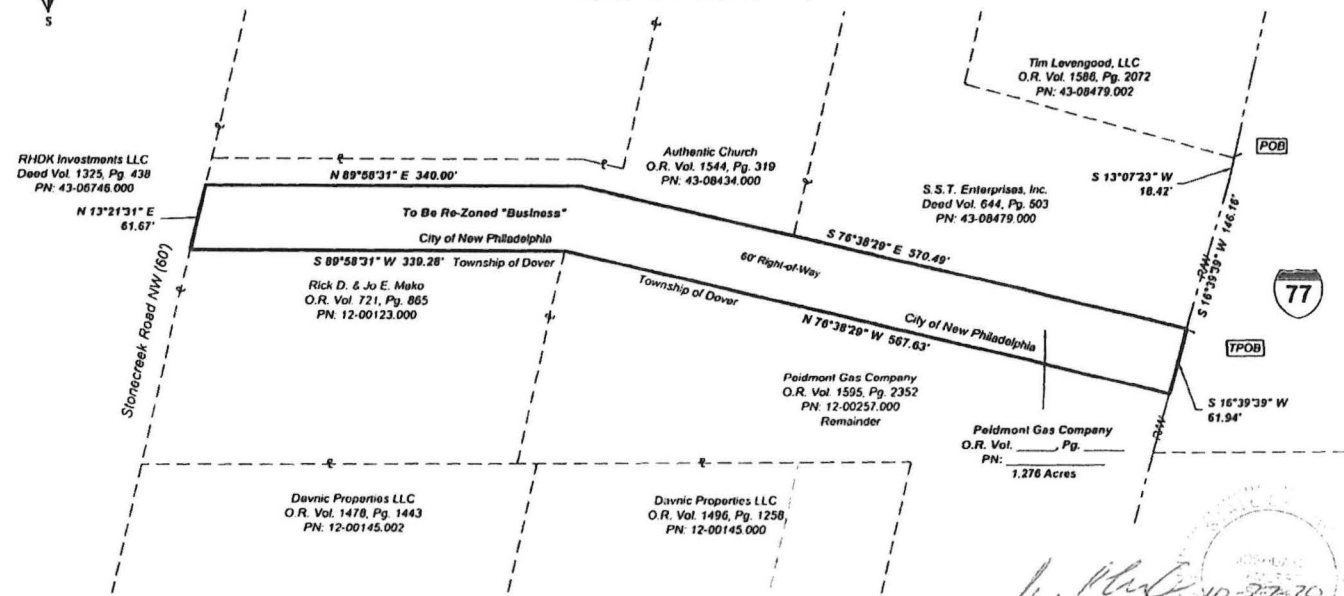 S
Tim Levengood, LLC
O.R. Vol. 1586, Pg. 2072
PN: 43-08479.002
POB
RHDK Investments LLC
Deed Vol. 1325, Pg. 438
PN: 43-06746.000
Authentic Church
O.R. Vol. 1544, Pg. 319
PN: 43-08434.000
S 13°07'23" W
18.42'
N 89°58'31" E 340.00'
S.S.T. Enterprises, Inc.
Deed Vol. 644, Pg. 503
PN: 43-08479.000
N 13°21'31" E
61.67'
To Be Re-Zoned "Business"
City of New Philadelphia
S 76°38'29" E 570.49'
S 16°39'39" W 146.16'
R/W
S 89°58'31" W 339.28' Township of Dover
60' Right-of-Way
77
Rick D. & Jo E. Mako
O.R. Vol. 721, Pg. 865
PN: 12-00123.000
Township of Dover
N 76°38'29" W 567.63'
City of New Philadelphia
TPOB
Stonecreek Road NW (60')
Peidmont Gas Company
O.R. Vol. 1595, Pg. 2352
PN: 12-00257.000
Remainder
S 16°39'39" W
61.94'
Peidmont Gas Company
O.R. Vol. _____, Pg. _____
PN: __________
1.276 Acres
R/W
Davnic Properties LLC
O.R. Vol. 1478, Pg. 1443
PN: 12-00145.002
Davnic Properties LLC
O.R. Vol. 1496, Pg. 1258
PN: 12-00145.000